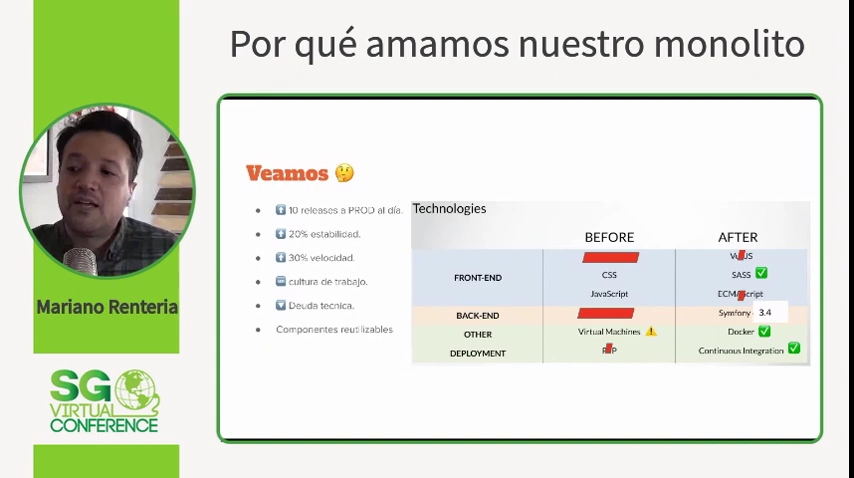 Por qué amamos nuestro monolito
Veamos 🤔
10 releases a PROD al día.
20% estabilidad.
30% velocidad.
cultura de trabajo.
Deuda tecnica.
Componentes reutilizables
Technologies
BEFORE AFTER
FRONT-END
CSS SASS
JavaScript
BACK-END Symfony 3.4
OTHER Virtual Machines Docker
DEPLOYMENT Continuous Integration
Mariano Renteria
SG
VIRTUAL
CONFERENCE